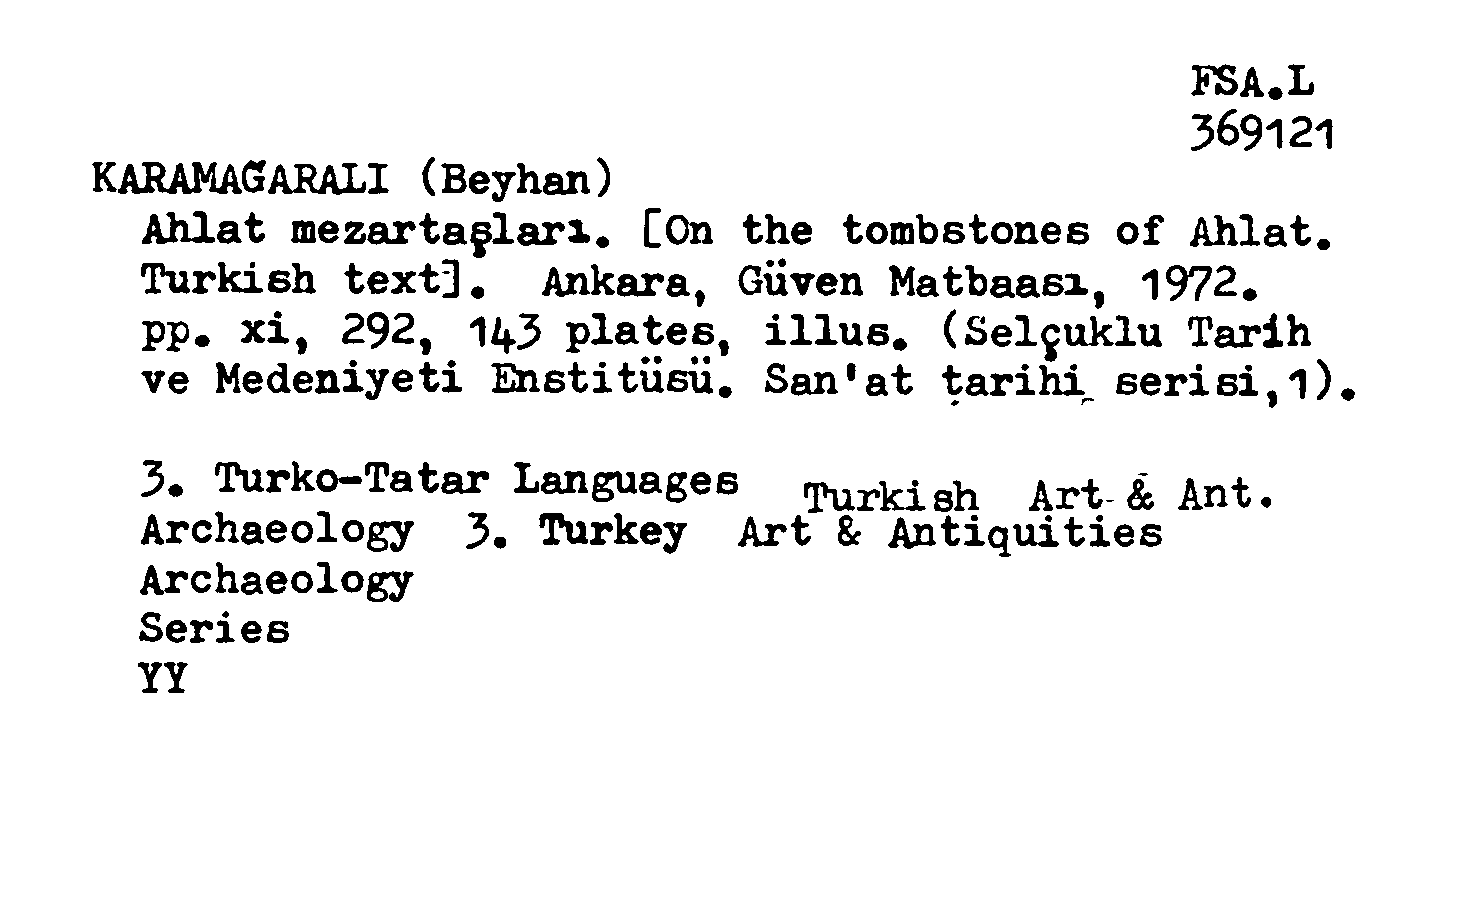 FSA.L
369121
KARAMAĞARALI (Beyhan)
Ahlat mezartaşları. [On the tombstones of Ahlat.
Turkish text]. Ankara, Güven Matbaası, 1972.
pp. xi, 292, 143 plates, illus. (Selçuklu Tarih
ve Medeniyeti Enstitüsü. San'at tarihi serisi,1).
3. Turko-Tatar Languages Turkish Art & Ant.
Archaeology 3. Turkey Art & Antiquities
Archaeology
Series
YY